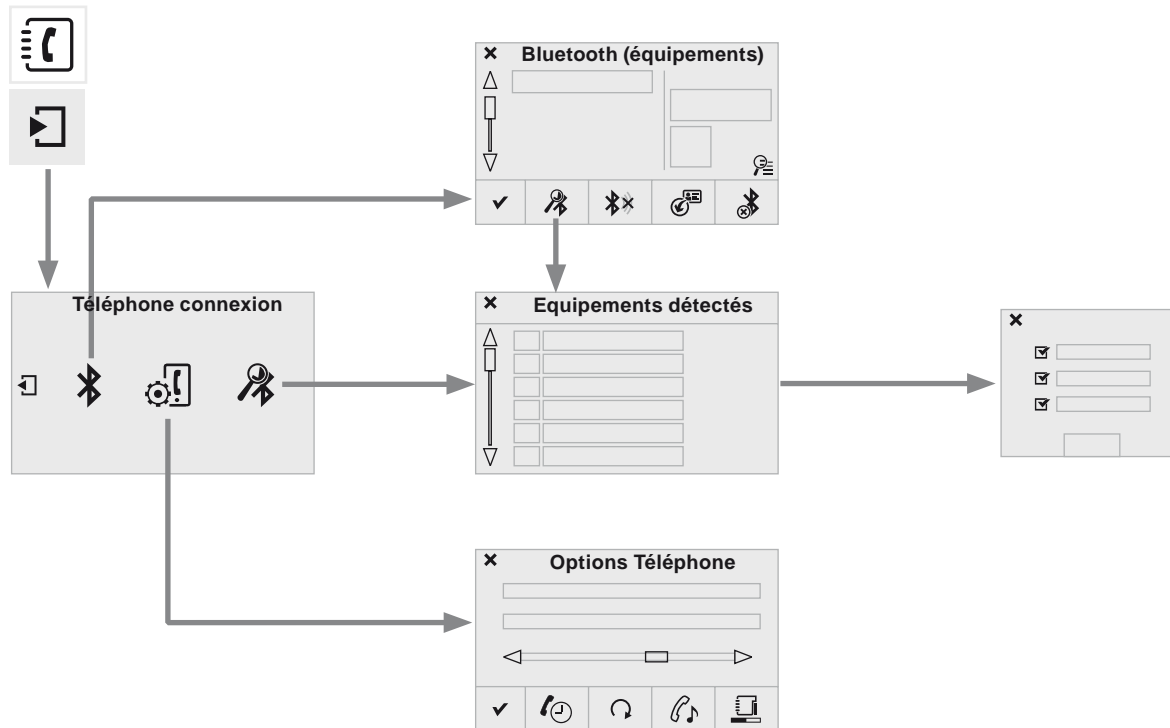 Bluetooth (équipements)
Téléphone connexion
Equipements détectés
Options Téléphone